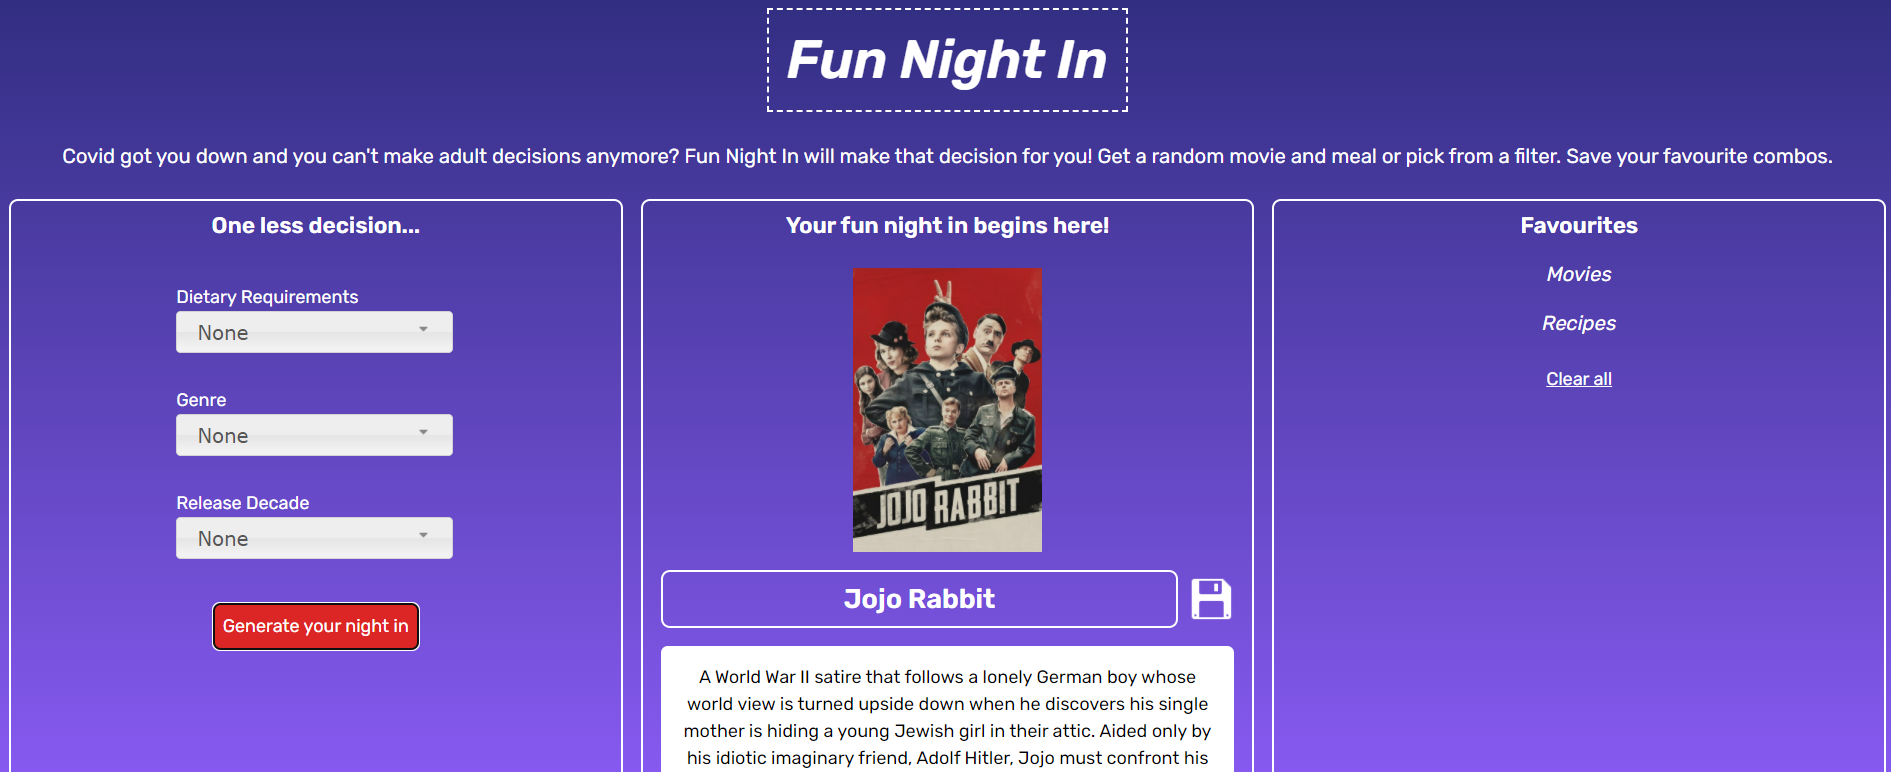 Fun Night In
Covid got you down and you can't make adult decisions anymore? Fun Night In will make that decision for you! Get a random movie and meal or pick from a filter. Save your favourite combos.
One less decision...
Dietary Requirements
None
Genre
None
Release Decade
None
Generate your night in
Your fun night in begins here!
JOJO RABBIT
Jojo Rabbit
A World War II satire that follows a lonely German boy whose
world view is turned upside down when he discovers his single
mother is hiding a young Jewish girl in their attic. Aided only by
his idiotic imaginary friend, Adolf Hitler, Jojo must confront his
Favourites
Movies
Recipes
Clear all